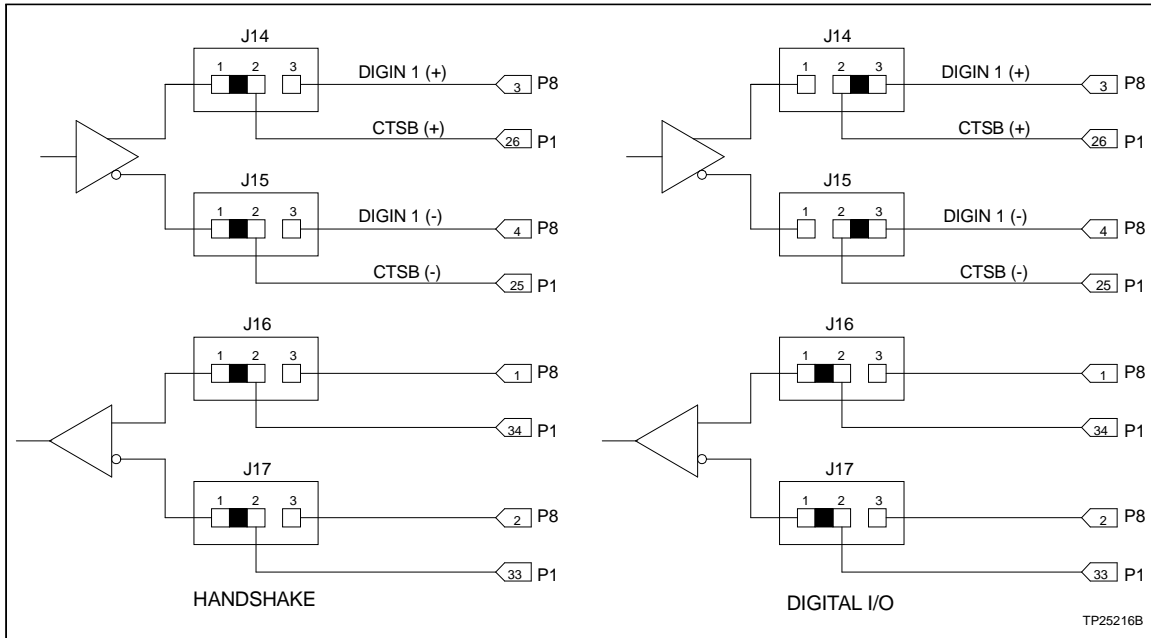 J14
1 2 3
DIGIN 1 (+)
3 P8
CTSB (+)
26 P1
J15
1 2 3
DIGIN 1 (-)
4 P8
CTSB (-)
25 P1
J16
1 2 3
1 P8
34 P1
J17
1 2 3
2 P8
33 P1
HANDSHAKE
J14
1 2 3
DIGIN 1 (+)
3 P8
CTSB (+)
26 P1
J15
1 2 3
DIGIN 1 (-)
4 P8
CTSB (-)
25 P1
J16
1 2 3
1 P8
34 P1
J17
1 2 3
2 P8
33 P1
DIGITAL I/O
TP25216B